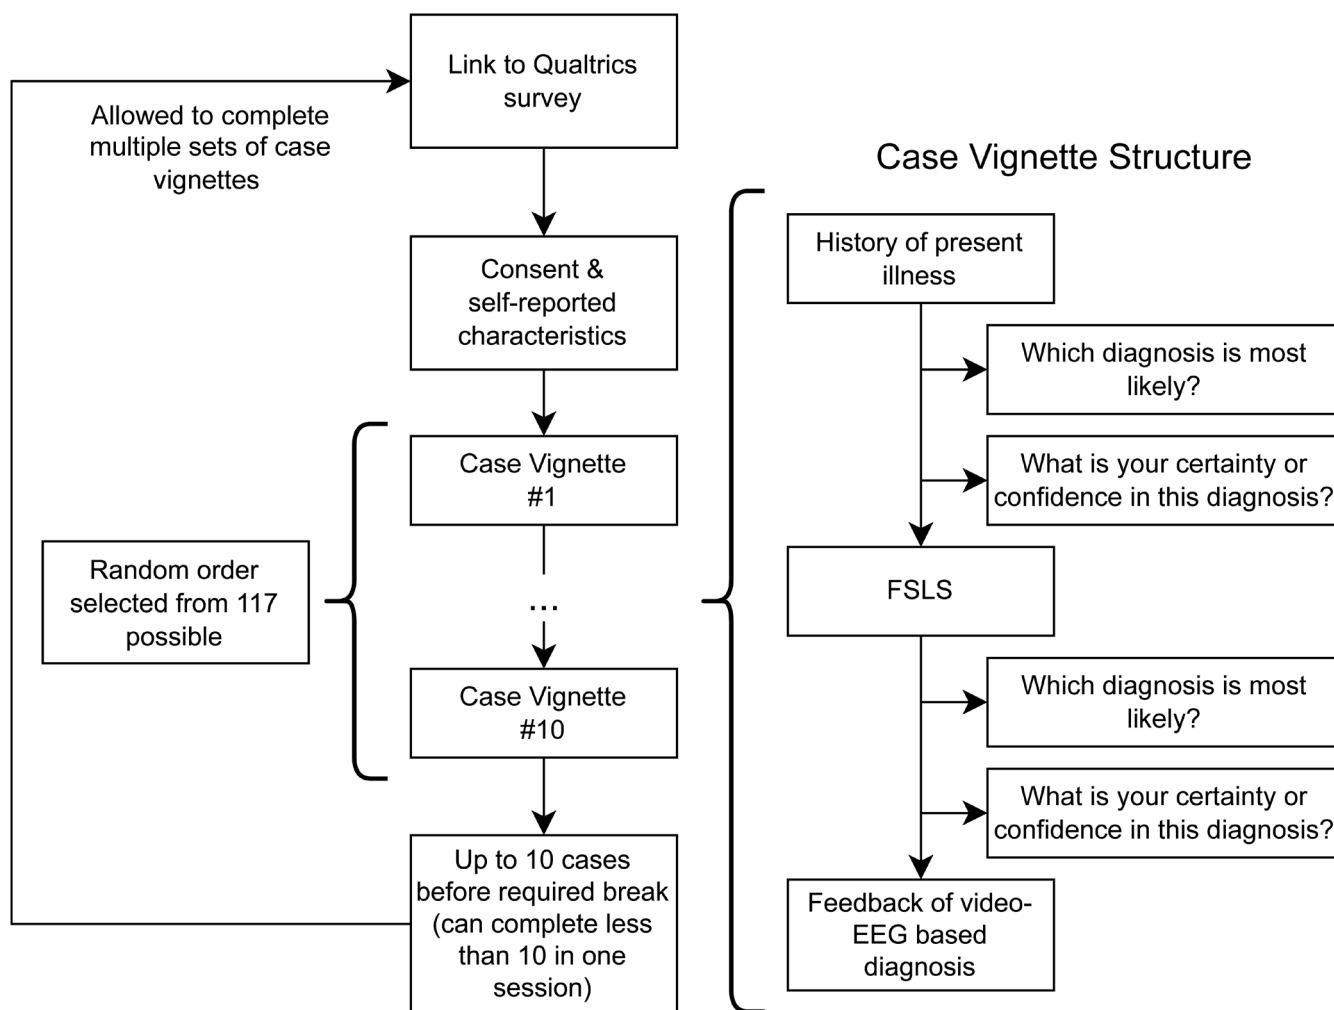 Link to Qualtrics
survey
Allowed to complete
multiple sets of case
vignettes
Consent &
self-reported
characteristics
Case Vignette
#1
...
Random order
selected from 117
possible
Case Vignette
#10
Up to 10 cases
before required break
(can complete less
than 10 in one
session)
Case Vignette Structure
History of present
illness
Which diagnosis is most
likely?
What is your certainty or
confidence in this diagnosis?
FSLS
Which diagnosis is most
likely?
What is your certainty or
confidence in this diagnosis?
Feedback of video-
EEG based
diagnosis